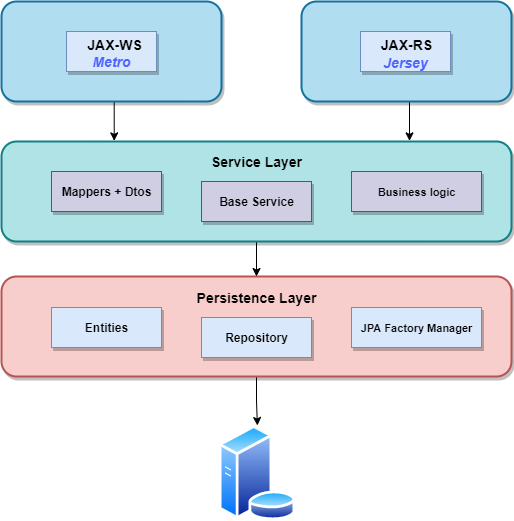 JAX-WS
Metro
JAX-RS
Jersey
Service Layer
Mappers + Dtos
Base Service
Business logic
Persistence Layer
Entities
Repository
JPA Factory Manager